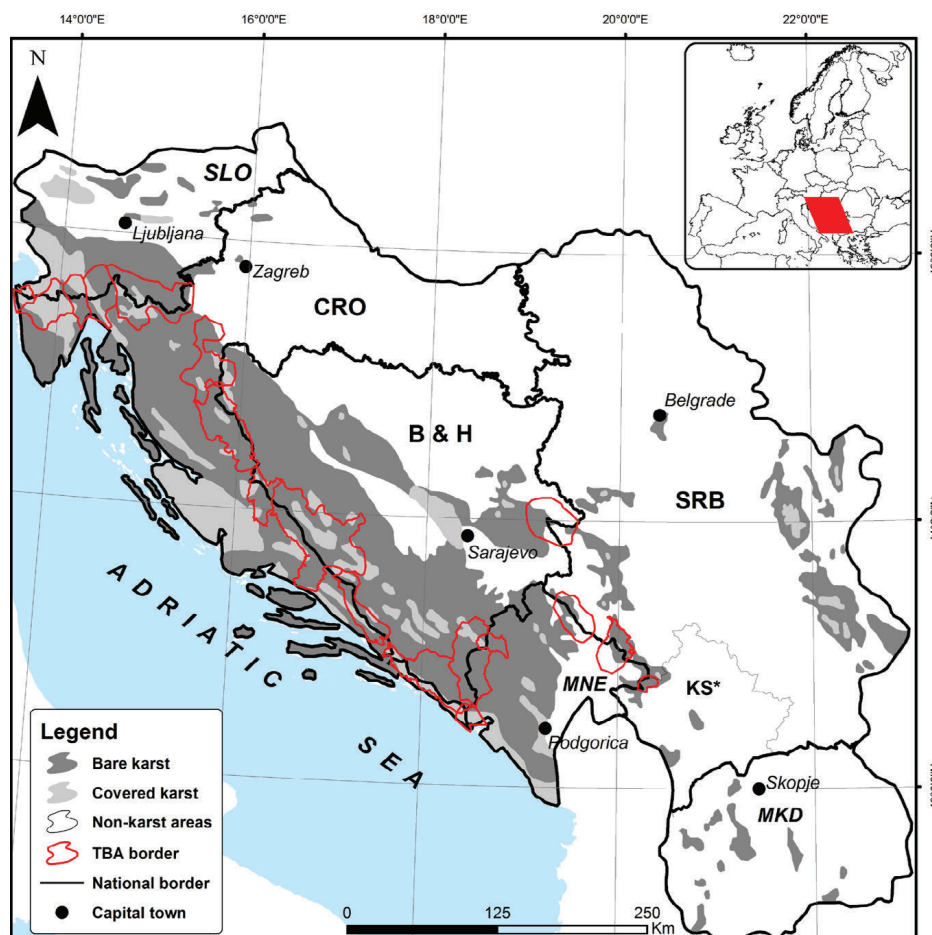 14°0'0"E 16°0'0"E 18°0'0"E 20°0'0"E 22°0'0"E
N
SLO
Ljubljana
Zagreb
CRO
Belgrade
B & H
SRB
Sarajevo
ADRIATIC SEA
MNE
KS*
Podgorica
Skopje
MKD
Legend
Bare karst
Covered karst
Non-karst areas
TBA border
National border
Capital town
0 125 250
Km